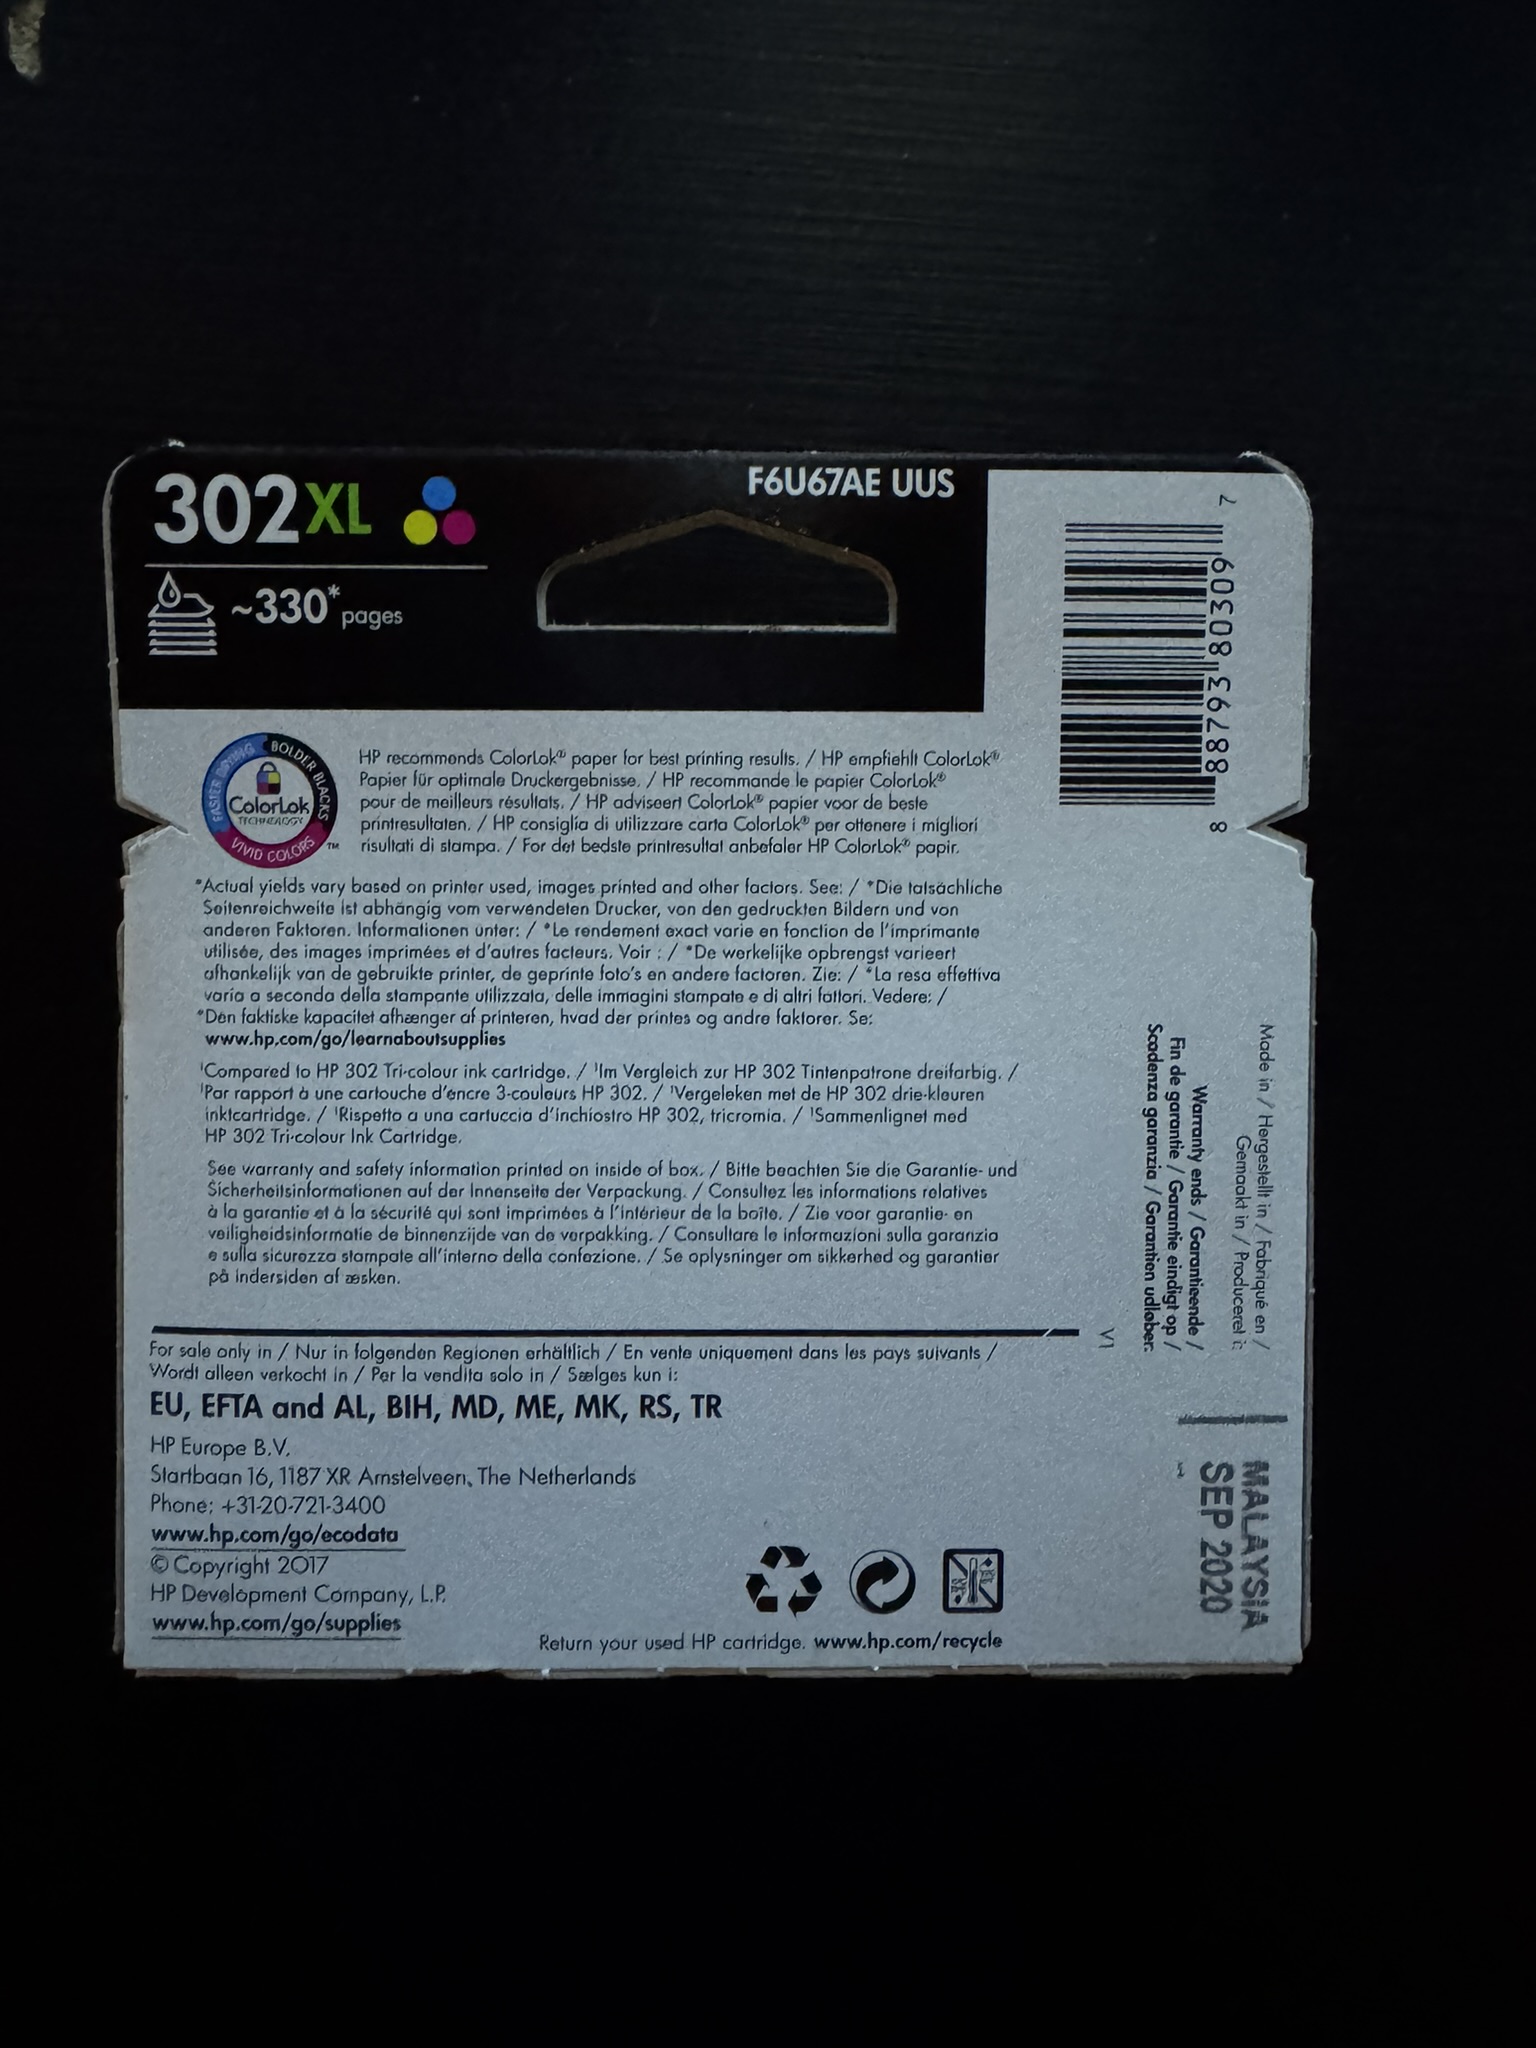 302XL
F6U67AE UUS
~330* pages
FASTER DRYING
BOLDER BLACKS
ColorLok
TECHNOLOGY
VIVID COLORS
TM
HP recommends ColorLok® paper for best printing results. / HP empfiehlt ColorLok®
Papier für optimale Druckergebnisse. / HP recommande le papier ColorLok®
pour de meilleurs résultats. / HP adviseert ColorLok® papier voor de beste
printresultaten. / HP consiglia di utilizzare carta ColorLok® per ottenere i migliori
risultati di stampa. / For det bedste printresultat anbefaler HP ColorLok® papir.
*Actual yields vary based on printer used, images printed and other factors. See: / *Die tatsächliche
Seitenreichweite ist abhängig vom verwendeten Drucker, von den gedruckten Bildern und von
anderen Faktoren. Informationen unter: / *Le rendement exact varie en fonction de l'imprimante
utilisée, des images imprimées et d'autres facteurs. Voir : / *De werkelijke opbrengst varieert
afhankelijk van de gebruikte printer, de geprinte foto's en andere factoren. Zie: / *La resa effettiva
varia a seconda della stampante utilizzata, delle immagini stampate e di altri fattori. Vedere: /
*Den faktiske kapacitet afhænger af printeren, hvad der printes og andre faktorer. Se:
www.hp.com/go/learnaboutsupplies
¹Compared to HP 302 Tri-colour ink cartridge. / ¹Im Vergleich zur HP 302 Tintenpatrone dreifarbig. /
¹Par rapport à une cartouche d'encre 3-couleurs HP 302. / ¹Vergeleken met de HP 302 drie-kleuren
inktcartridge. / ¹Rispetto a una cartuccia d'inchiostro HP 302, tricromia. / ¹Sammenlignet med
HP 302 Tri-colour Ink Cartridge.
See warranty and safety information printed on inside of box. / Bitte beachten Sie die Garantie- und
Sicherheitsinformationen auf der Innenseite der Verpackung. / Consultez les informations relatives
à la garantie et à la sécurité qui sont imprimées à l'intérieur de la boîte. / Zie voor garantie- en
veiligheidsinformatie de binnenzijde van de verpakking. / Consultare le informazioni sulla garanzia
e sulla sicurezza stampate all'interno della confezione. / Se oplysninger om sikkerhed og garantier
på indersiden af æsken.
For sale only in / Nur in folgenden Regionen erhältlich / En vente uniquement dans les pays suivants /
Wordt alleen verkocht in / Per la vendita solo in / Sælges kun i:
EU, EFTA and AL, BIH, MD, ME, MK, RS, TR
HP Europe B.V.
Startbaan 16, 1187 XR Amstelveen, The Netherlands
Phone: +31-20-721-3400
www.hp.com/go/ecodata
© Copyright 2017
HP Development Company, L.P.
www.hp.com/go/supplies
Return your used HP cartridge. www.hp.com/recycle
8 887939 803097
V1
Made in / Hergestellt in / Fabriqué en /
Gemaakt in / Produceret i:
Warranty ends / Garantieende /
Fin de garantie / Garantie eindigt op /
Scadenza garanzia / Garantien udløber:
MALAYSIA
SEP 2020